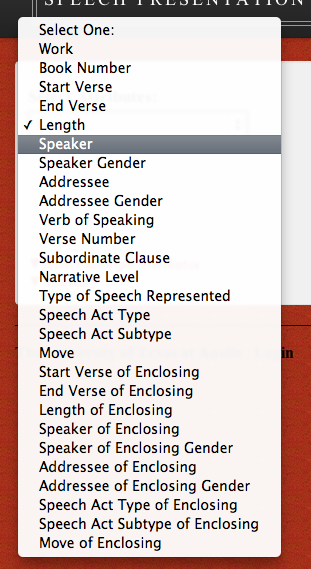 SPEECH PRESENTATION
Select One:
Work
Book Number
Start Verse
End Verse
✓ Length
Speaker
Speaker Gender
Addressee
Addressee Gender
Verb of Speaking
Verse Number
Subordinate Clause
Narrative Level
Type of Speech Represented
Speech Act Type
Speech Act Subtype
Move
Start Verse of Enclosing
End Verse of Enclosing
Length of Enclosing
Speaker of Enclosing
Speaker of Enclosing Gender
Addressee of Enclosing
Addressee of Enclosing Gender
Speech Act Type of Enclosing
Speech Act Subtype of Enclosing
Move of Enclosing